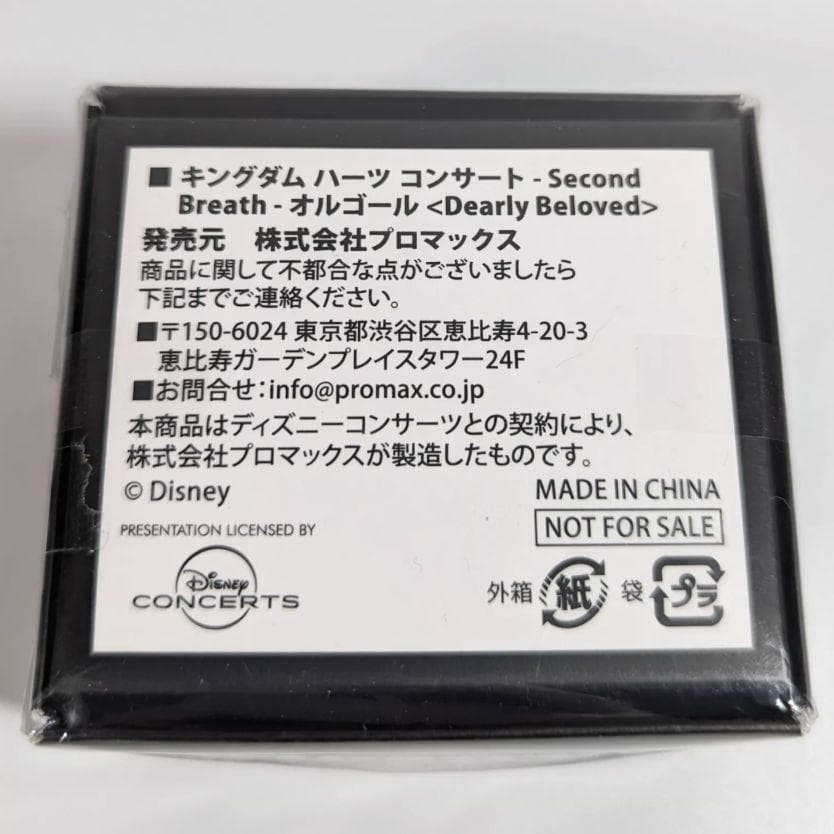 ■ キングダム ハーツ コンサート - Second
Breath - オルゴール <Dearly Beloved>
発売元　株式会社プロマックス
商品に関して不都合な点がございましたら
下記までご連絡ください。
■〒150-6024 東京都渋谷区恵比寿4-20-3
恵比寿ガーデンプレイスタワー24F
■お問合せ：info@promax.co.jp
本商品はディズニーコンサーツとの契約により、
株式会社プロマックスが製造したものです。
© Disney
MADE IN CHINA
PRESENTATION LICENSED BY
NOT FOR SALE
Disney
CONCERTS
外箱 紙 袋 プラ